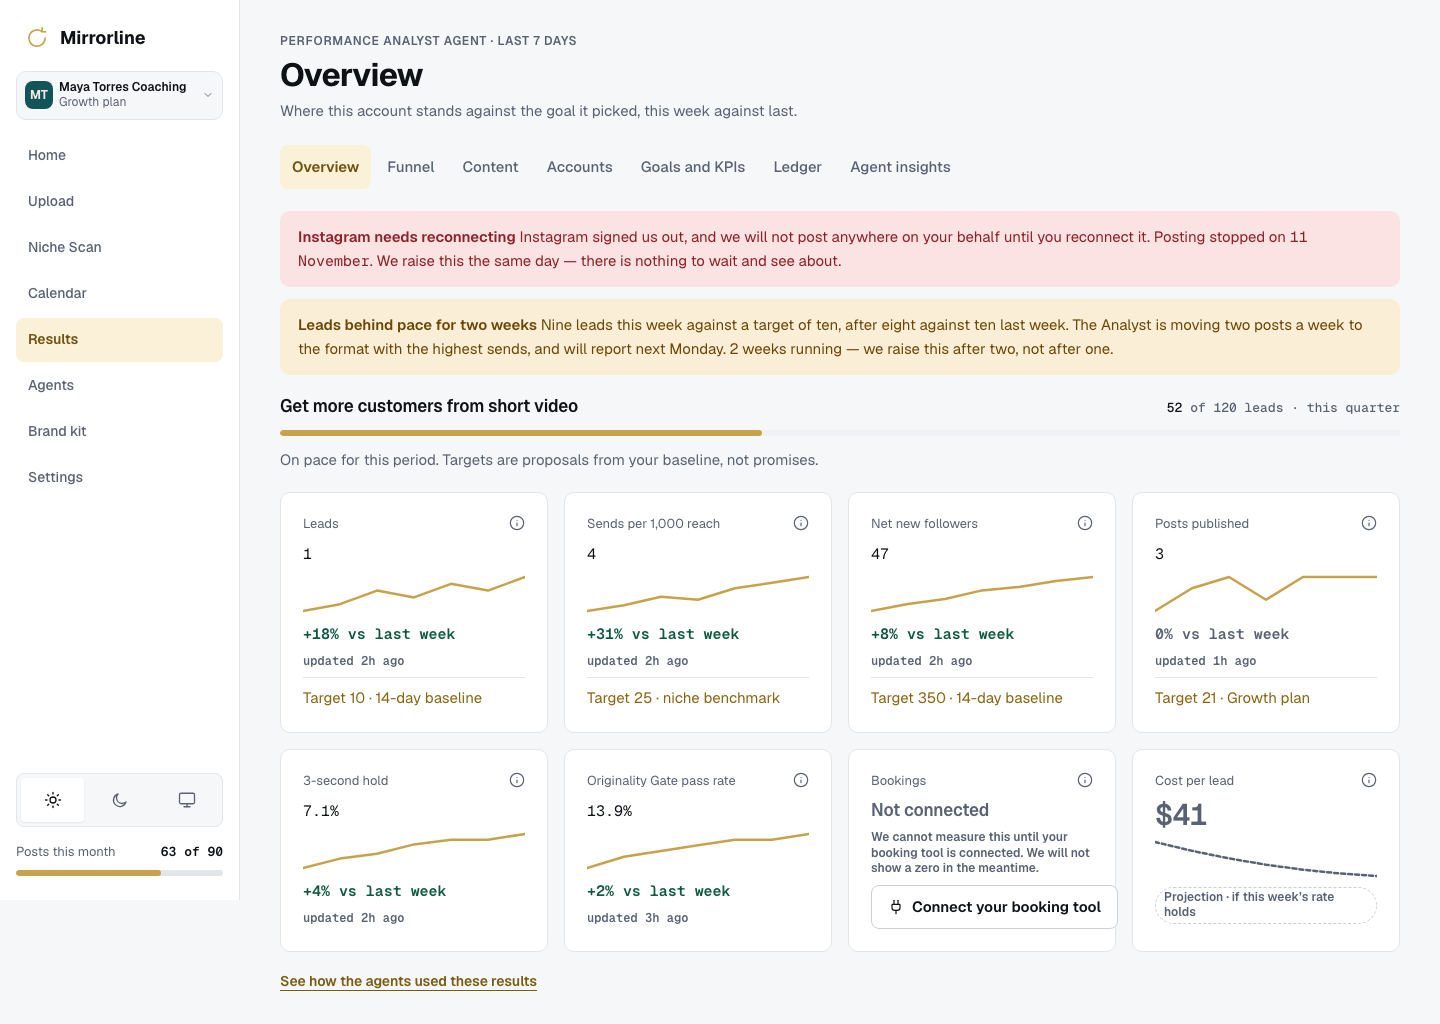 Mirrorline
MT
Maya Torres Coaching
Growth plan
Home
Upload
Niche Scan
Calendar
Results
Agents
Brand kit
Settings
Posts this month
63 of 90
PERFORMANCE ANALYST AGENT · LAST 7 DAYS
Overview
Where this account stands against the goal it picked, this week against last.
Overview
Funnel
Content
Accounts
Goals and KPIs
Ledger
Agent insights
Instagram needs reconnecting Instagram signed us out, and we will not post anywhere on your behalf until you reconnect it. Posting stopped on 11
November. We raise this the same day — there is nothing to wait and see about.
Leads behind pace for two weeks Nine leads this week against a target of ten, after eight against ten last week. The Analyst is moving two posts a week to
the format with the highest sends, and will report next Monday. 2 weeks running — we raise this after two, not after one.
Get more customers from short video
52 of 120 leads · this quarter
On pace for this period. Targets are proposals from your baseline, not promises.
Leads
1
+18% vs last week
updated 2h ago
Target 10 · 14-day baseline
Sends per 1,000 reach
4
+31% vs last week
updated 2h ago
Target 25 · niche benchmark
Net new followers
47
+8% vs last week
updated 2h ago
Target 350 · 14-day baseline
Posts published
3
0% vs last week
updated 1h ago
Target 21 · Growth plan
3-second hold
7.1%
+4% vs last week
updated 2h ago
Originality Gate pass rate
13.9%
+2% vs last week
updated 3h ago
Bookings
Not connected
We cannot measure this until your
booking tool is connected. We will not
show a zero in the meantime.
Connect your booking tool
Cost per lead
$41
Projection · if this week's rate
holds
See how the agents used these results